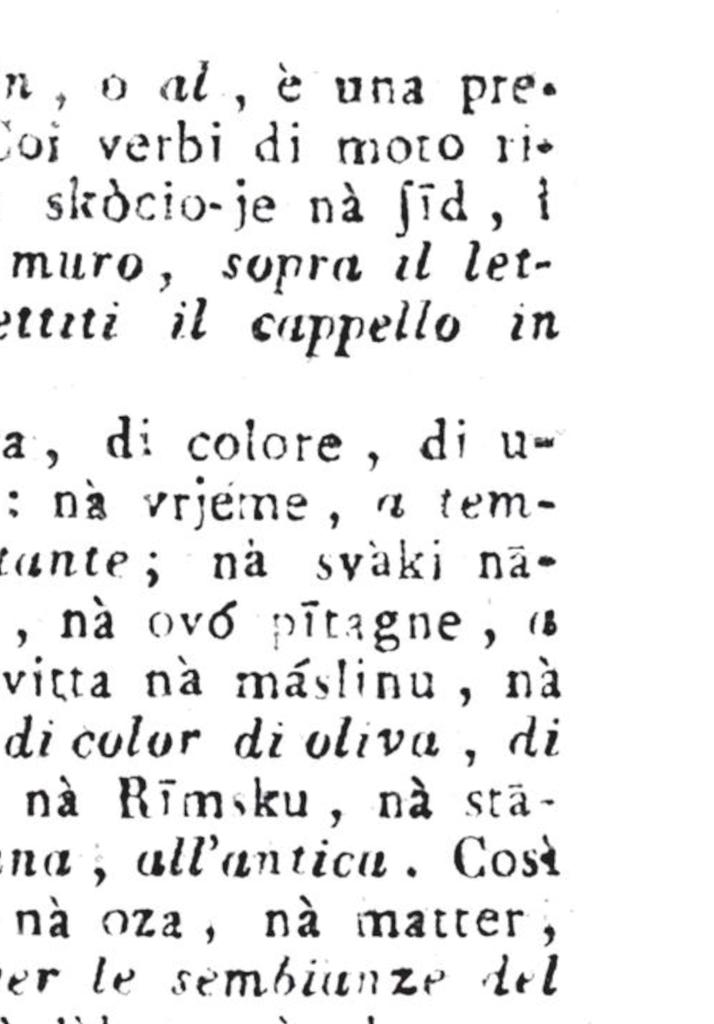 n, o al, è una pre-
Coi verbi di moto ri-
skòcio-je nà ſīd, ł
muro, sopra il let-
ettiti il cappello in
a, di colore, di u-
: nà vrjéme, a tem-
tante; nà svàki nā-
, nà ovó pītagne, a
vitta nà máslinu, nà
di color di oliva, di
nà Rīmsku, nà stā-
na, all'antica. Così
nà oza, nà matter,
er le sembianze del